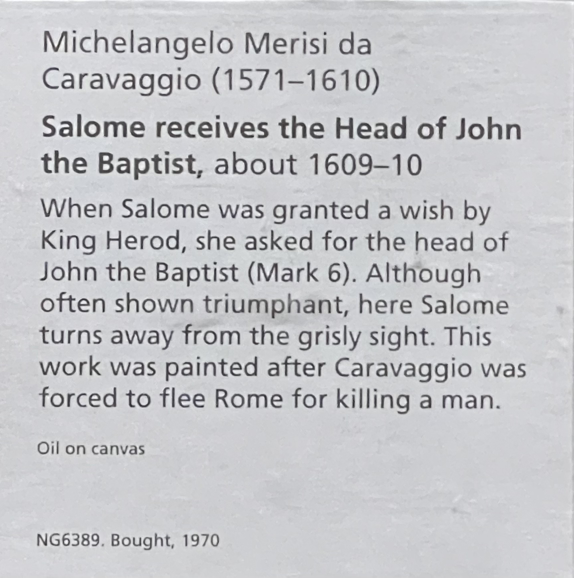 Michelangelo Merisi da
Caravaggio (1571–1610)
Salome receives the Head of John
the Baptist, about 1609–10
When Salome was granted a wish by
King Herod, she asked for the head of
John the Baptist (Mark 6). Although
often shown triumphant, here Salome
turns away from the grisly sight. This
work was painted after Caravaggio was
forced to flee Rome for killing a man.
Oil on canvas
NG6389. Bought, 1970